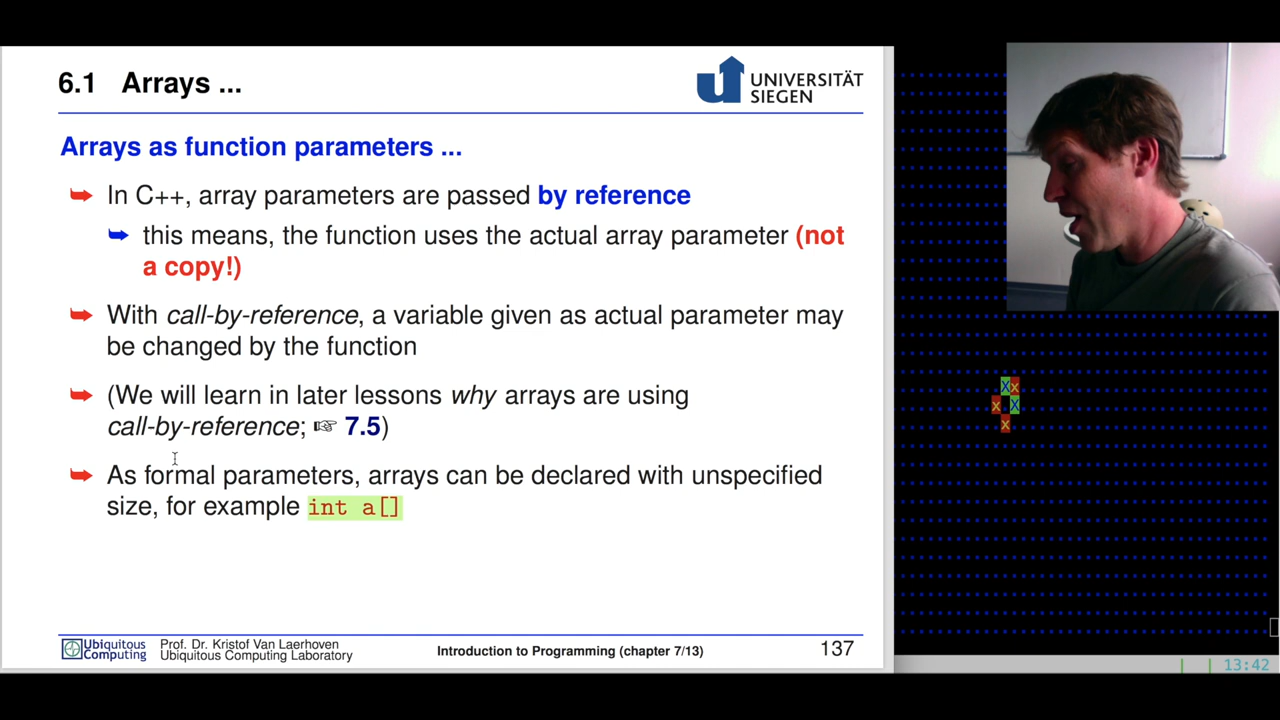 6.1 Arrays ...
UNIVERSITÄT
SIEGEN
Arrays as function parameters ...
In C++, array parameters are passed by reference
this means, the function uses the actual array parameter (not
a copy!)
With call-by-reference, a variable given as actual parameter may
be changed by the function
(We will learn in later lessons why arrays are using
call-by-reference; ☞ 7.5)
As formal parameters, arrays can be declared with unspecified
size, for example int a[]
Ubiquitous
Computing
Prof. Dr. Kristof Van Laerhoven
Ubiquitous Computing Laboratory
Introduction to Programming (chapter 7/13)
137
X x
x X
x
| | 13:42